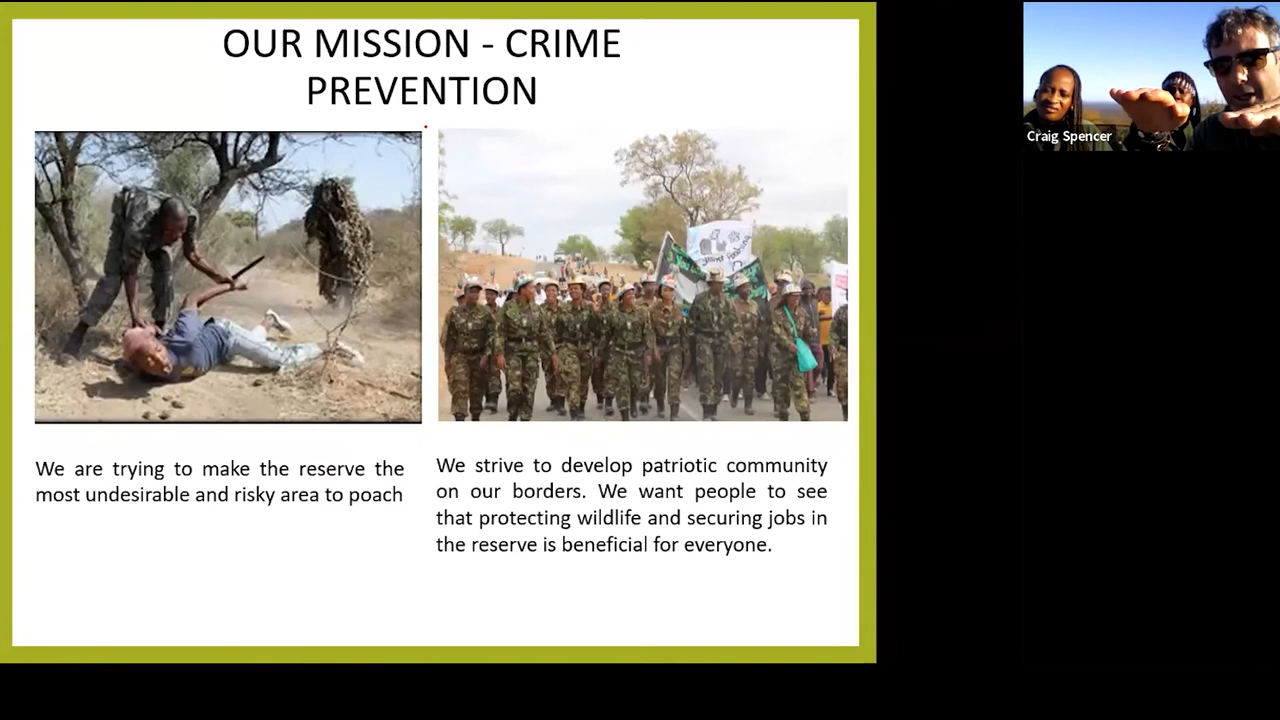 OUR MISSION - CRIME
PREVENTION
Craig Spencer
We are trying to make the reserve the
most undesirable and risky area to poach
We strive to develop patriotic community
on our borders. We want people to see
that protecting wildlife and securing jobs in
the reserve is beneficial for everyone.